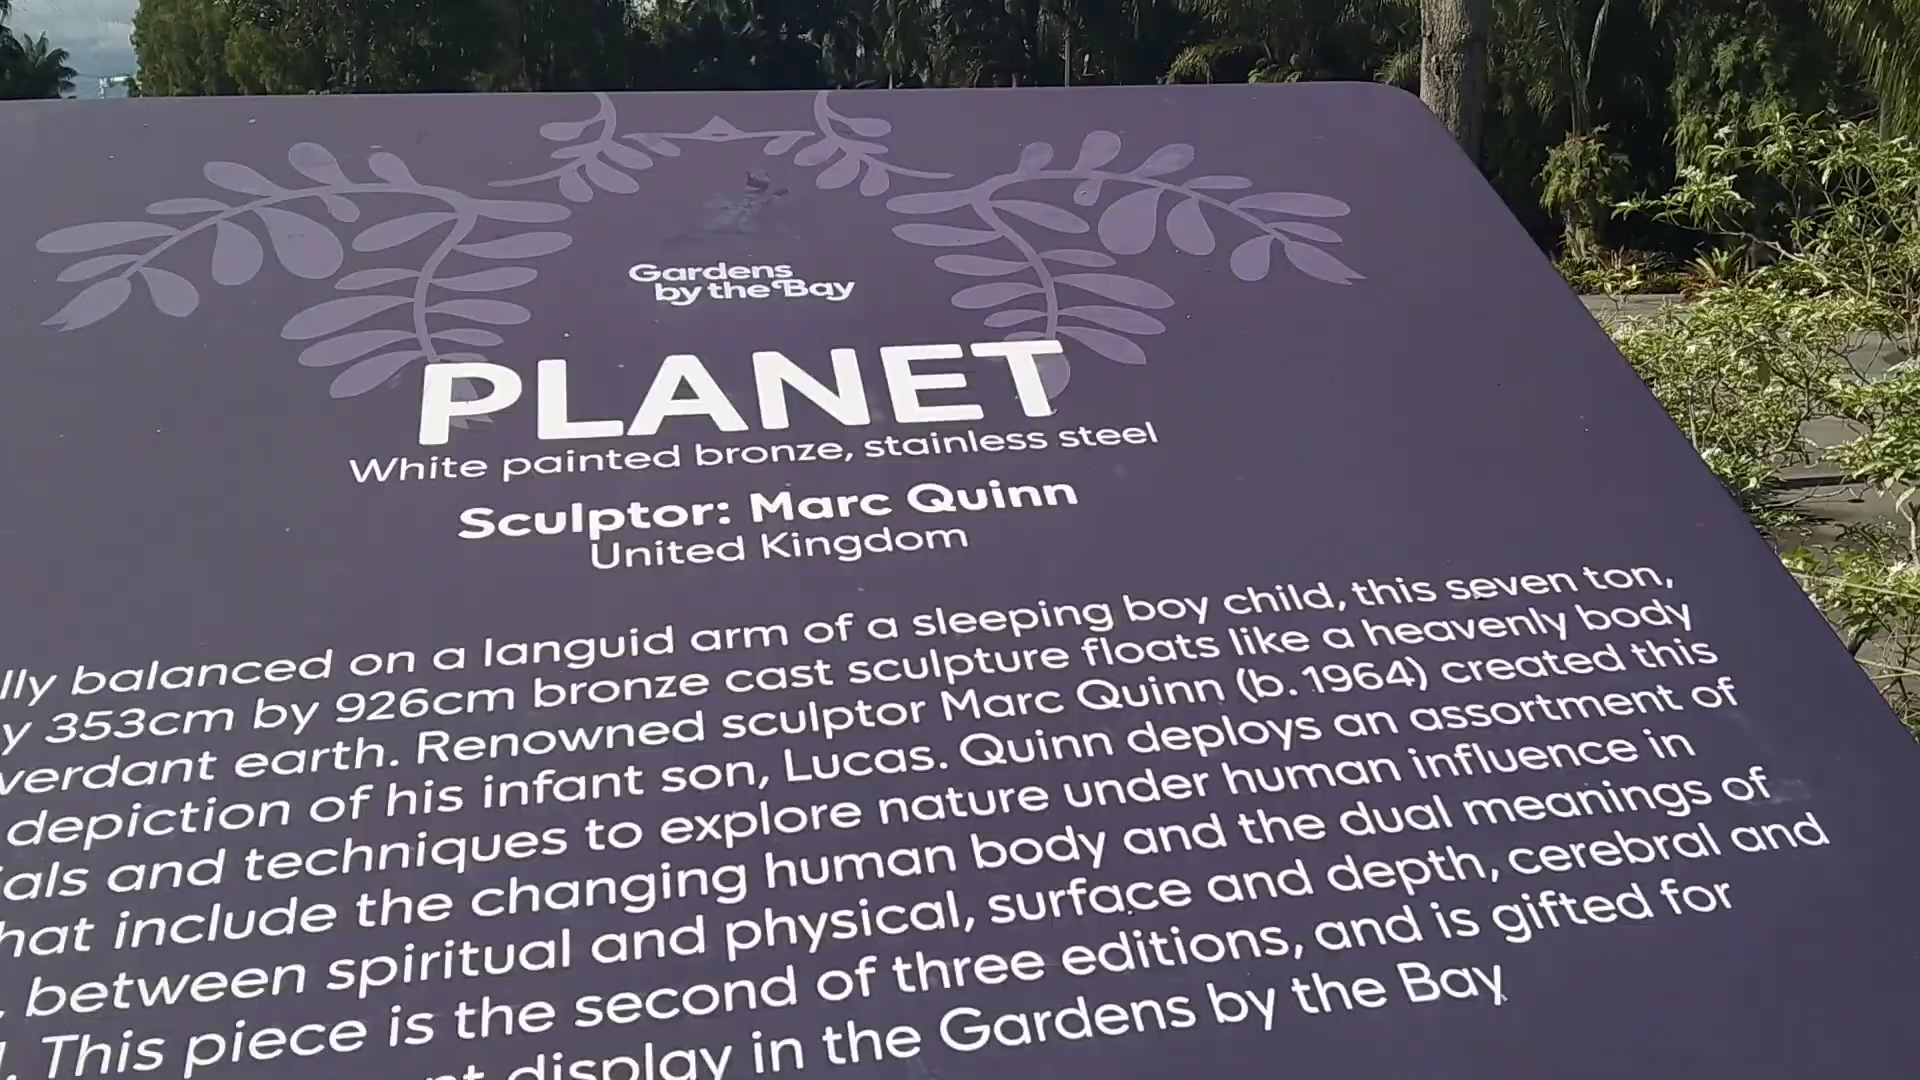 Gardens
by the Bay
PLANET
White painted bronze, stainless steel
Sculptor: Marc Quinn
United Kingdom
balanced on a languid arm of a sleeping boy child, this seven ton,
353cm by 926cm bronze cast sculpture floats like a heavenly body
verdant earth. Renowned sculptor Marc Quinn (b. 1964) created this
depiction of his infant son, Lucas. Quinn deploys an assortment of
and techniques to explore nature under human influence in
include the changing human body and the dual meanings of
between spiritual and physical, surface and depth, cerebral and
This piece is the second of three editions, and is gifted for
display in the Gardens by the Bay